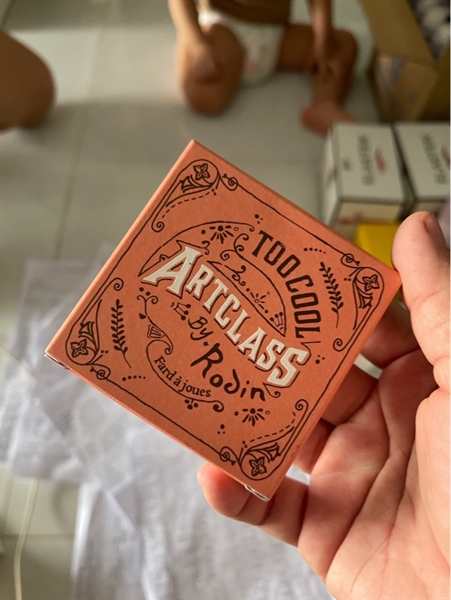 TOO COOL
ARTCLASS
By
Rodin
Fard à joues